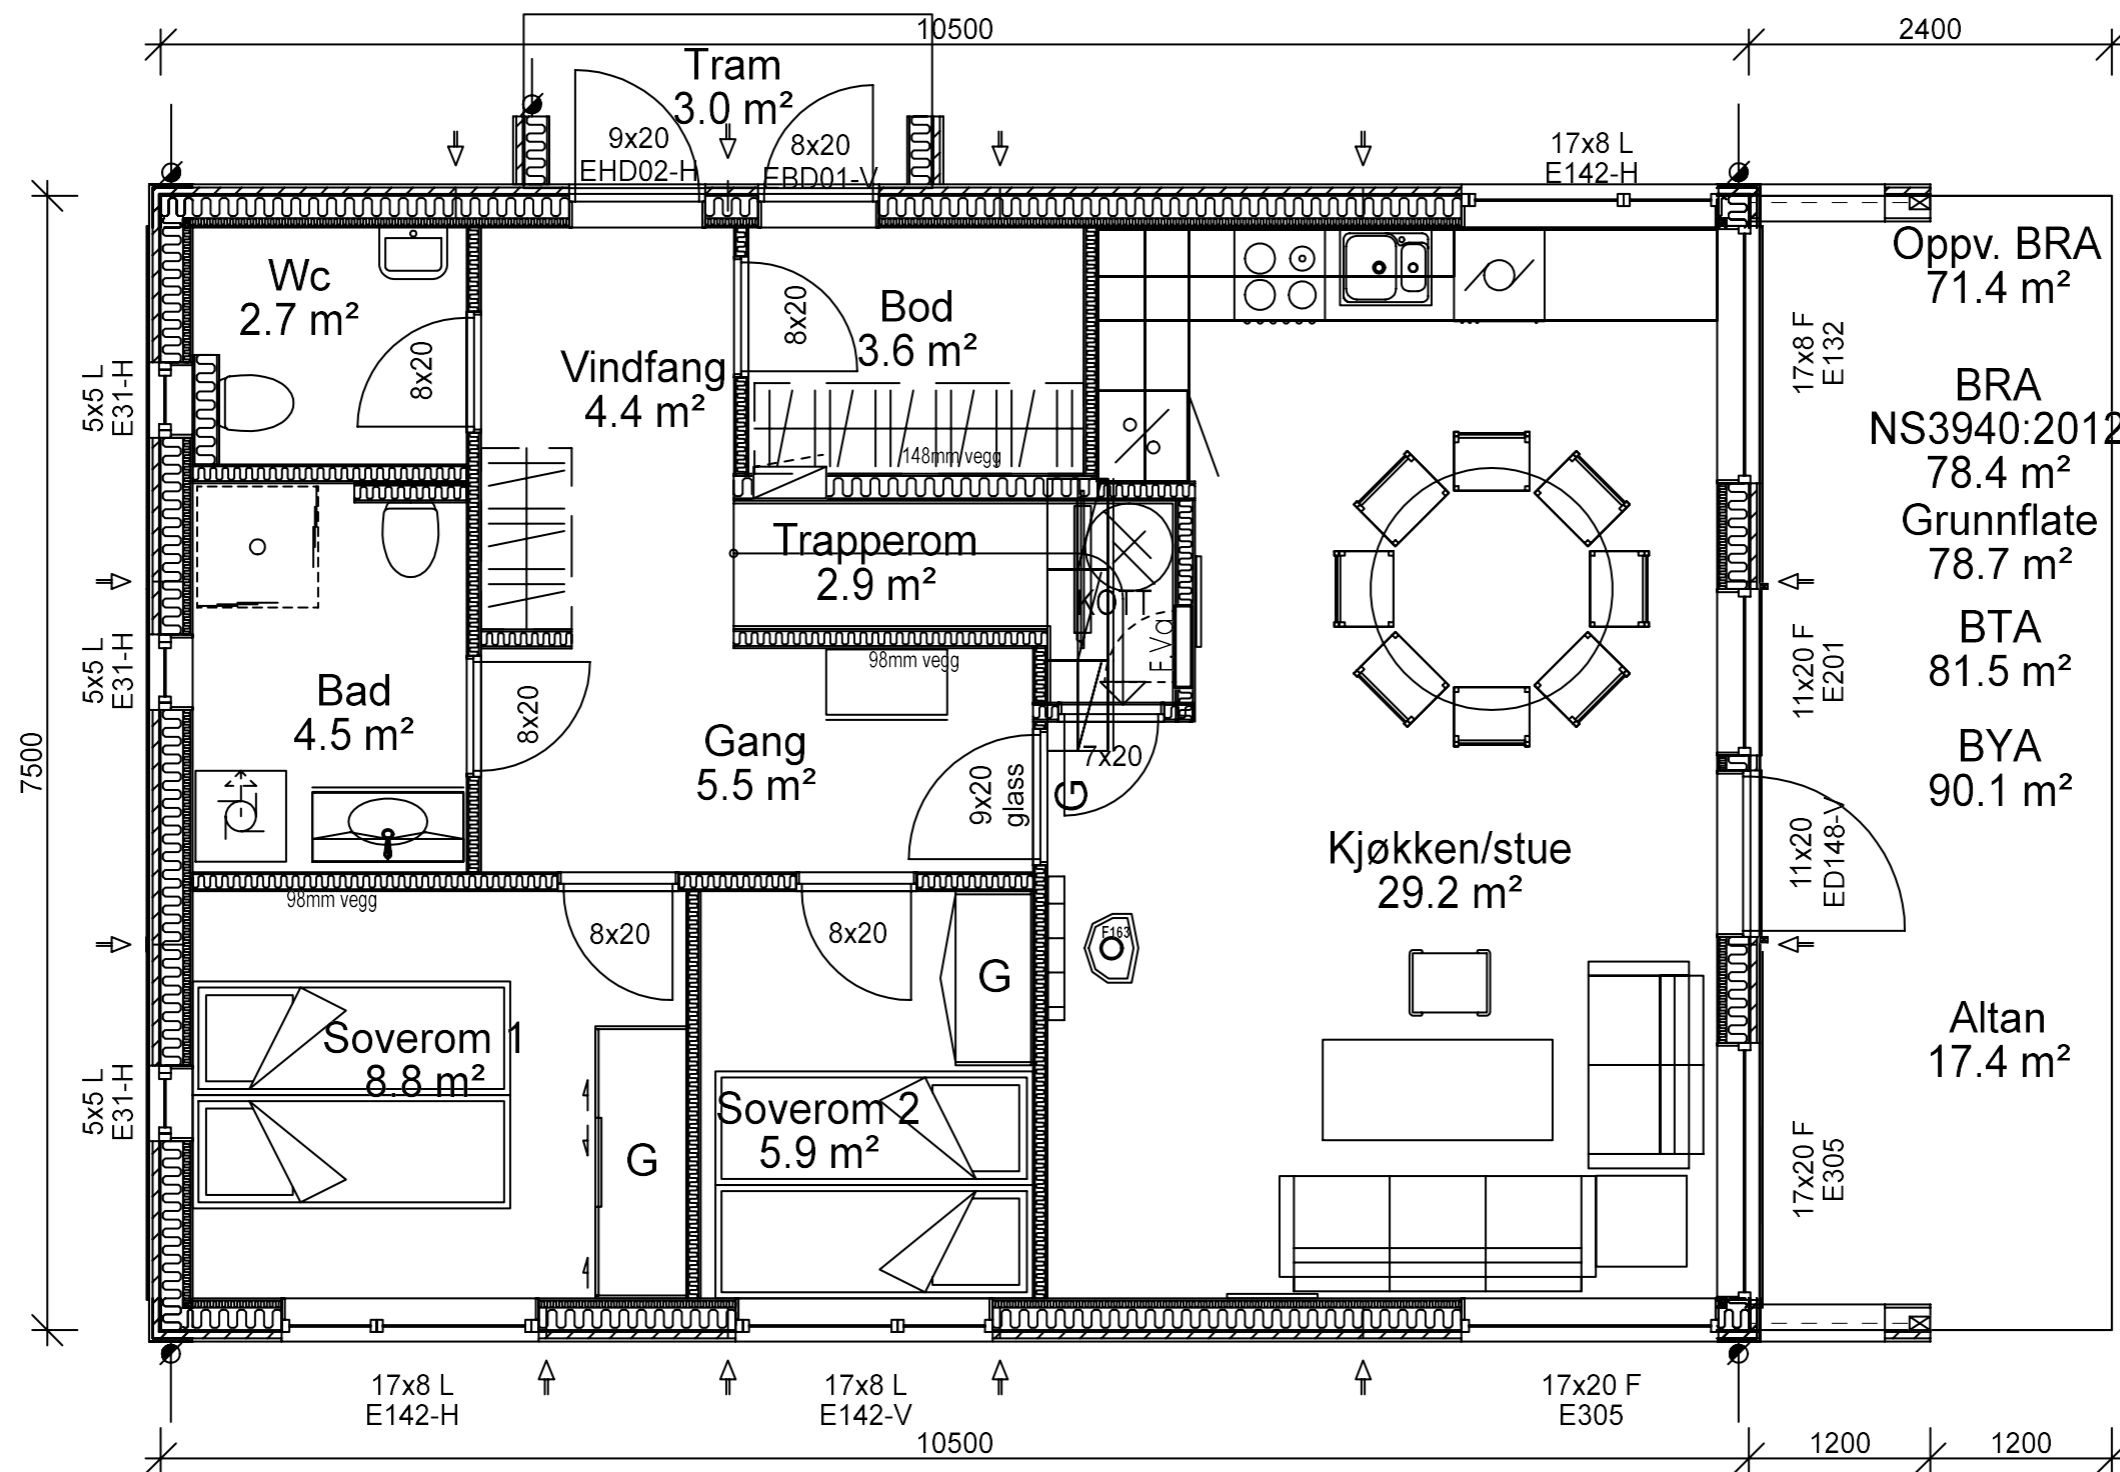 10500
2400
Tram
3.0 m²
9x20
EHD02-H
8x20
EBD01-V
17x8 L
E142-H
Wc
2.7 m²
8x20
5x5 L
E31-H
Vindfang
4.4 m²
8x20
Bod
3.6 m²
148mm vegg
17x8 F
E132
Oppv. BRA
71.4 m²
BRA
NS3940:2012
78.4 m²
Grunnflate
78.7 m²
BTA
81.5 m²
BYA
90.1 m²
Trapperom
2.9 m²
KOTT
F.Va
98mm vegg
5x5 L
E31-H
Bad
4.5 m²
8x20
Gang
5.5 m²
9x20
glass
G
7x20
11x20 F
E201
7500
Kjøkken/stue
29.2 m²
11x20
ED148-V
98mm vegg
8x20
8x20
G
F163
Soverom 1
8.8 m²
G
Soverom 2
5.9 m²
5x5 L
E31-H
Altan
17.4 m²
17x20 F
E305
17x8 L
E142-H
17x8 L
E142-V
17x20 F
E305
10500
1200
1200